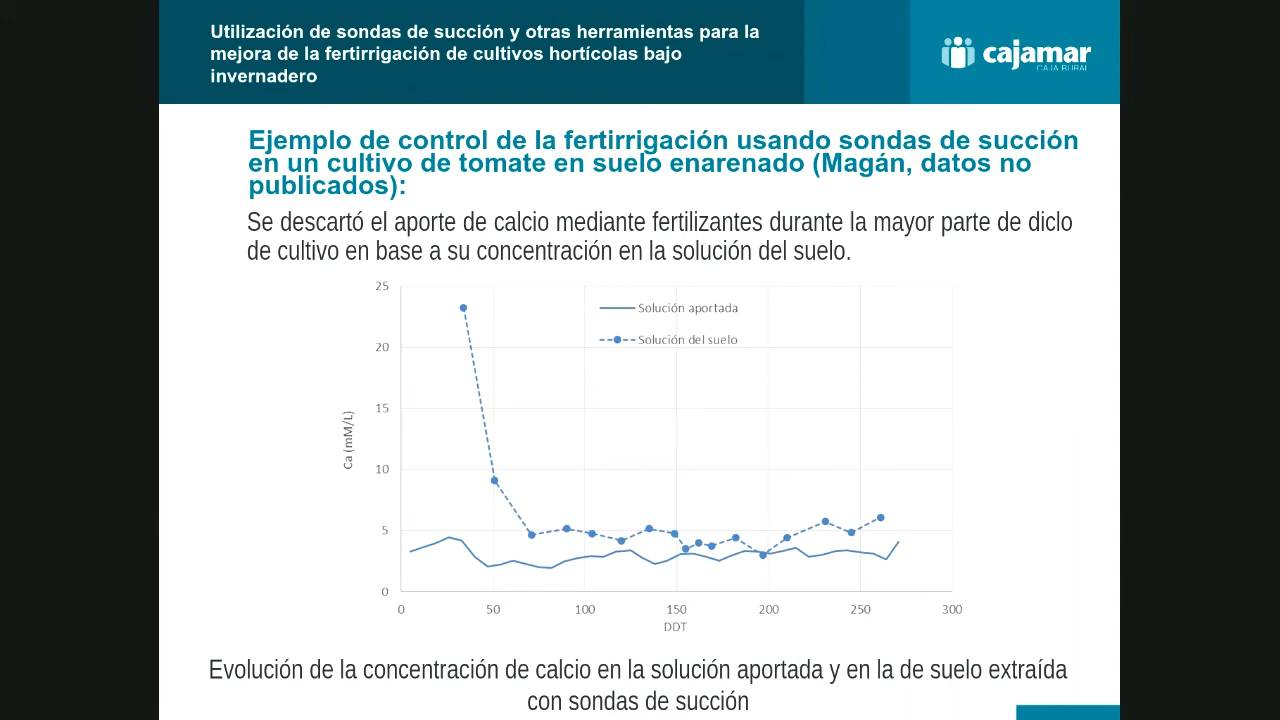 Utilización de sondas de succión y otras herramientas para la
mejora de la fertirrigación de cultivos hortícolas bajo
invernadero
cajamar
CAJA RURAL
Ejemplo de control de la fertirrigación usando sondas de succión
en un cultivo de tomate en suelo enarenado (Magán, datos no
publicados):
Se descartó el aporte de calcio mediante fertilizantes durante la mayor parte de diclo
de cultivo en base a su concentración en la solución del suelo.
25
20
15
10
5
0
Ca (mM/L)
Solución aportada
Solución del suelo
0 50 100 150 200 250 300
DDT
Evolución de la concentración de calcio en la solución aportada y en la de suelo extraída
con sondas de succión